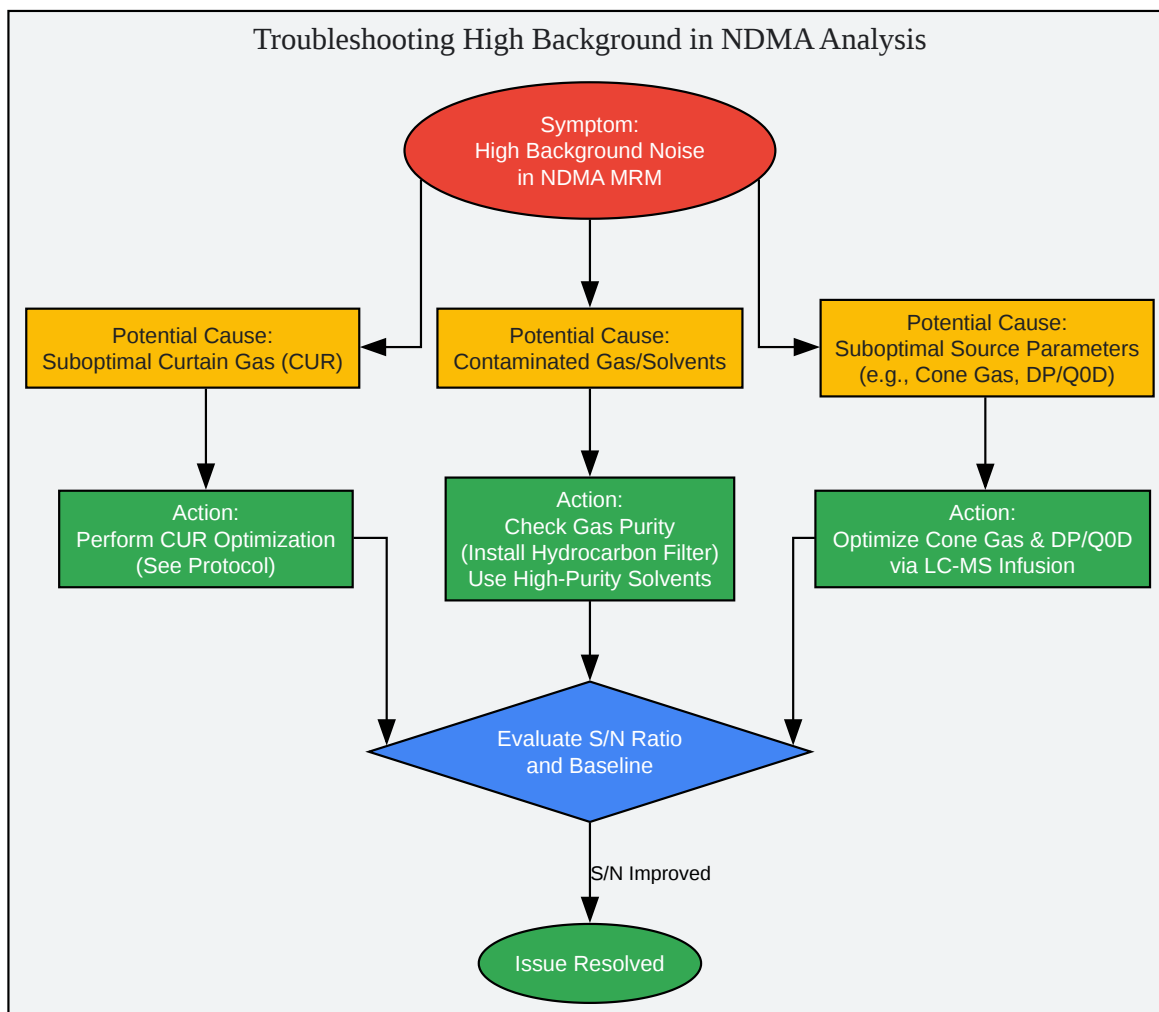 Troubleshooting High Background in NDMA Analysis
Symptom:
High Background Noise
in NDMA MRM
Potential Cause:
Suboptimal Curtain Gas (CUR)
Potential Cause:
Contaminated Gas/Solvents
Potential Cause:
Suboptimal Source Parameters
(e.g., Cone Gas, DP/Q0D)
Action:
Perform CUR Optimization
(See Protocol)
Action:
Check Gas Purity
(Install Hydrocarbon Filter)
Use High-Purity Solvents
Action:
Optimize Cone Gas & DP/Q0D
via LC-MS Infusion
Evaluate S/N Ratio
and Baseline
S/N Improved
Issue Resolved